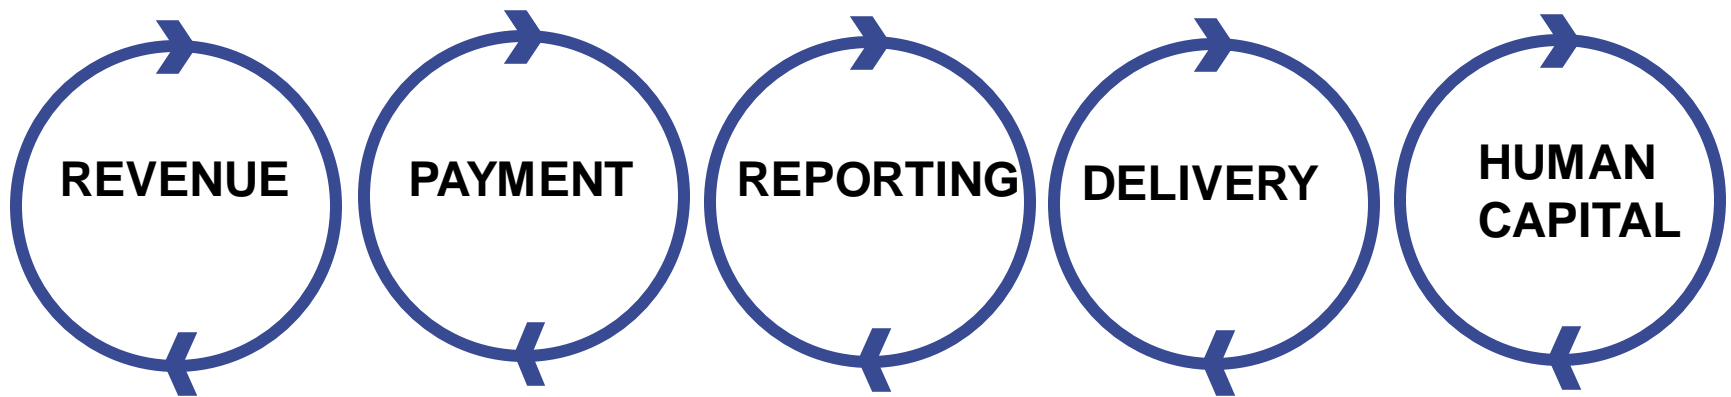 REVENUE
PAYMENT
REPORTING
DELIVERY
HUMAN
CAPITAL